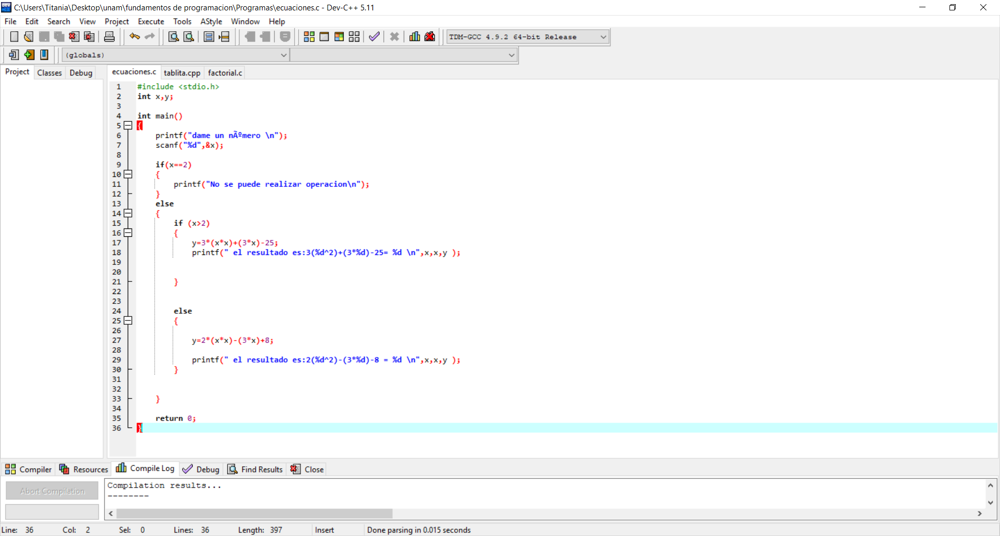 C:\Users\Titania\Desktop\unam\fundamentos de programacion\Programas\ecuaciones.c - Dev-C++ 5.11
File Edit Search View Project Execute Tools AStyle Window Help
TDM-GCC 4.9.2 64-bit Release
(globals)
Project Classes Debug ecuaciones.c tablita.cpp factorial.c
1 #include <stdio.h>
2 int x,y;
3
4 int main()
5 {
6 printf("dame un nÃºmero \n");
7 scanf("%d",&x);
8
9 if(x==2)
10 {
11 printf("No se puede realizar operacion\n");
12 }
13 else
14 {
15 if (x>2)
16 {
17 y=3*(x*x)+(3*x)-25;
18 printf(" el resultado es:3(%d^2)+(3*%d)-25= %d \n",x,x,y );
19
20
21 }
22
23
24 else
25 {
26
27 y=2*(x*x)-(3*x)+8;
28
29 printf(" el resultado es:2(%d^2)-(3*%d)-8 = %d \n",x,x,y );
30 }
31
32
33 }
34
35 return 0;
36 }
Compiler Resources Compile Log Debug Find Results Close
Abort Compilation
Compilation results...
--------
Line: 36 Col: 2 Sel: 0 Lines: 36 Length: 397 Insert Done parsing in 0.015 seconds